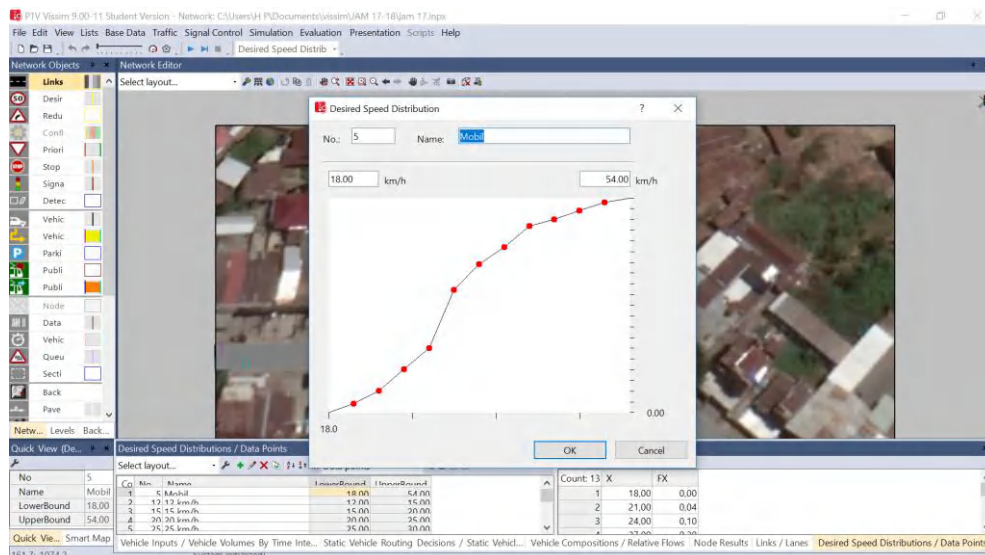 PTV Vissim 9.00-11 Student Version - Network: C:\Users\H P\Documents\vissim\JAM 17-18\jam 17.inpx
File Edit View Lists Base Data Traffic Signal Control Simulation Evaluation Presentation Scripts Help
Desired Speed Distrib
Network Objects
Network Editor
Links
Select layout...
Desir
Redu
Confl
Priori
Stop
Signa
Detec
Vehic
Vehic
Parki
Publi
Publi
Node
Data
Vehic
Queu
Secti
Back
Pave
Netw... Levels Back...
Desired Speed Distribution ?
No.: 5 Name: Mobil
18.00 km/h 54.00 km/h
0.00
18.0
OK Cancel
Quick View (De...
No 5
Name Mobil
LowerBound 18,00
UpperBound 54,00
Quick Vie... Smart Map
Desired Speed Distributions / Data Points
Select layout...
Co No Name LowerBound UpperBound
1 5 Mobil 18.00 54.00
2 12 12 km/h 12.00 15.00
3 15 15 km/h 15.00 20.00
4 20 20 km/h 20.00 25.00
5 25 25 km/h 25.00 30.00
Count: 13 X FX
1 18,00 0,00
2 21,00 0,04
3 24,00 0,10
Vehicle Inputs / Vehicle Volumes By Time Inte... Static Vehicle Routing Decisions / Static Vehicl... Vehicle Compositions / Relative Flows Node Results Links / Lanes Desired Speed Distributions / Data Points